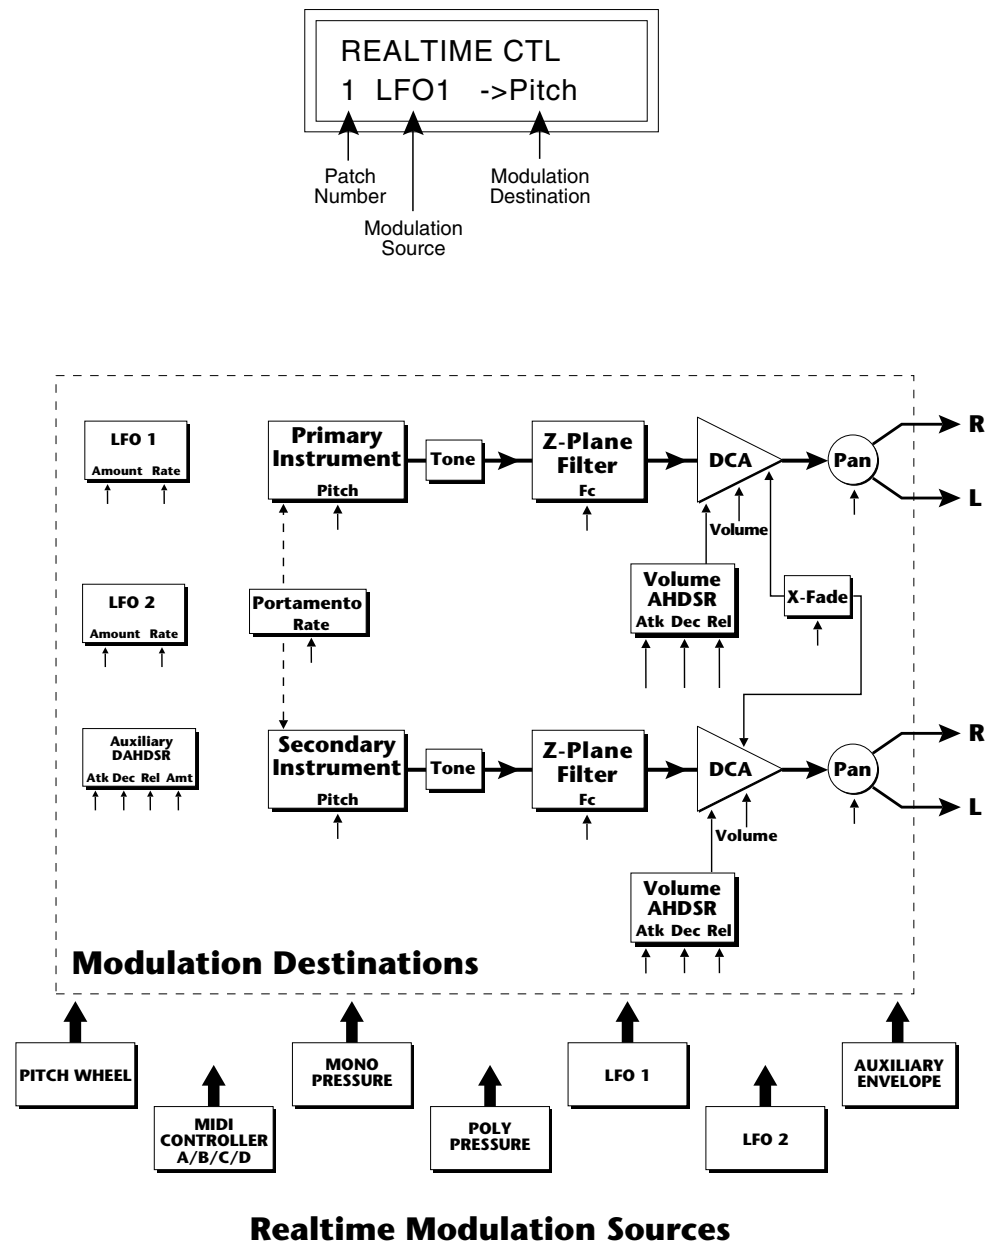 REALTIME CTL
1 LFO1 ->Pitch
Patch
Number
Modulation
Source
Modulation
Destination
LFO 1
Amount Rate
Primary
Instrument
Pitch
Tone
Z-Plane
Filter
Fc
DCA
Volume
Pan
R
L
LFO 2
Amount Rate
Portamento
Rate
Volume
AHDSR
Atk Dec Rel
X-Fade
Auxiliary
DAHDSR
Atk Dec Rel Amt
Secondary
Instrument
Pitch
Tone
Z-Plane
Filter
Fc
DCA
Volume
Pan
R
L
Volume
AHDSR
Atk Dec Rel
Modulation Destinations
PITCH WHEEL
MIDI
CONTROLLER
A/B/C/D
MONO
PRESSURE
POLY
PRESSURE
LFO 1
LFO 2
AUXILIARY
ENVELOPE
Realtime Modulation Sources